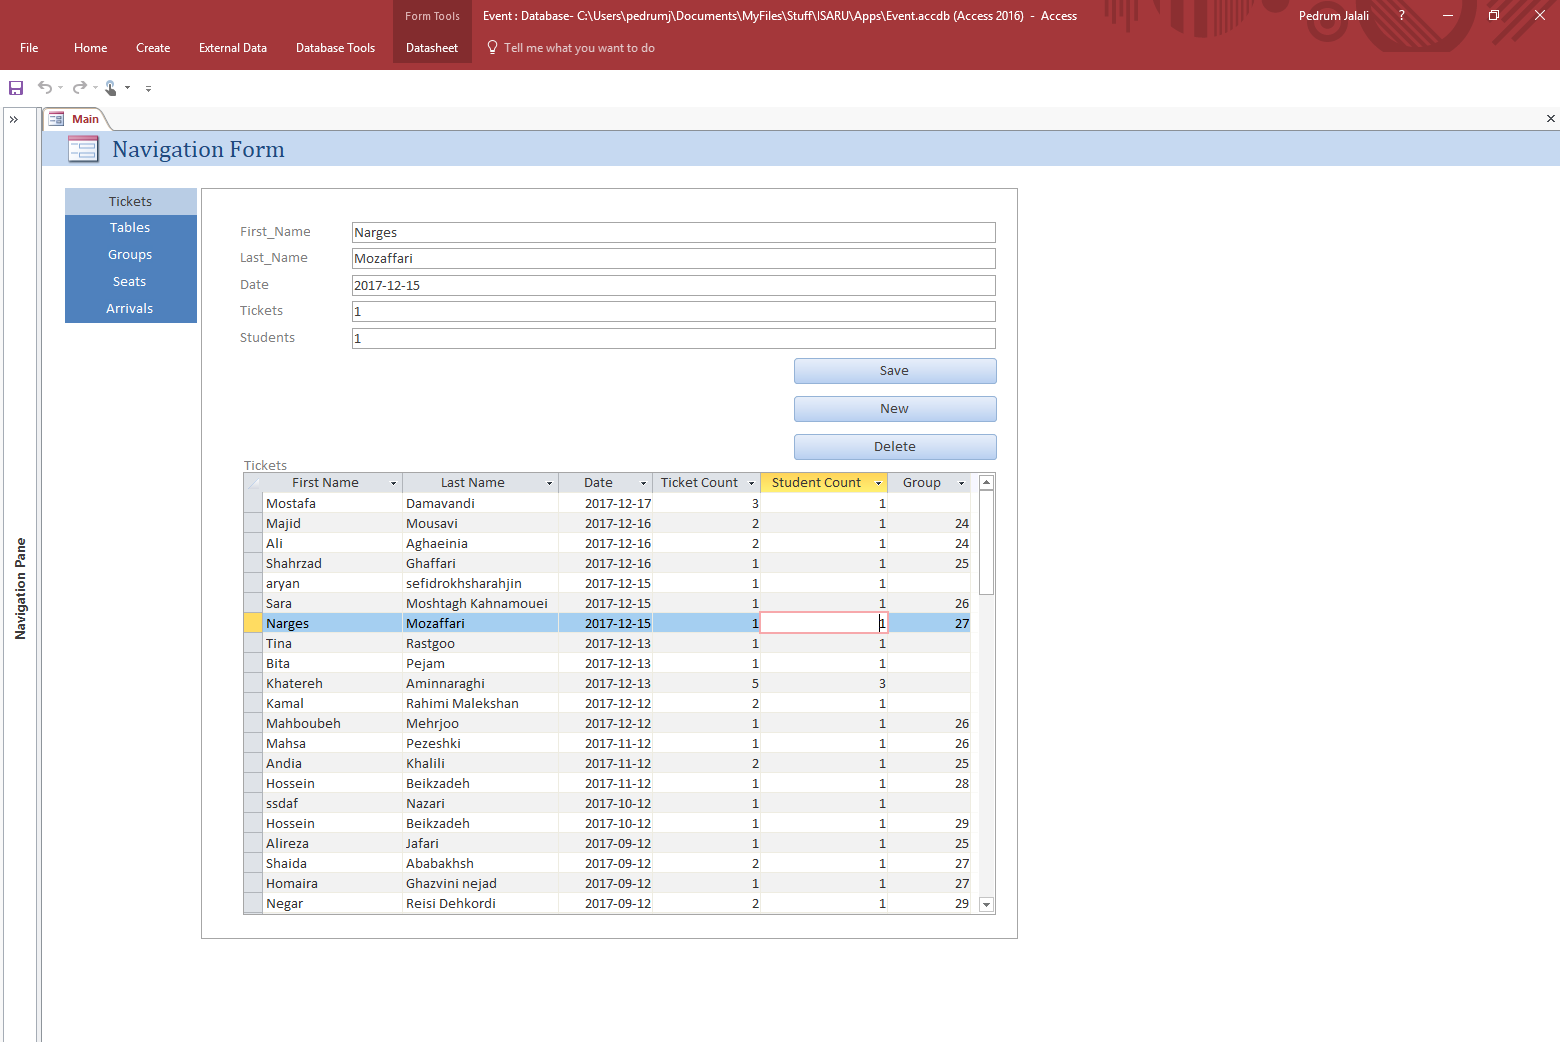 Form Tools Event : Database- C:\Users\pedrumj\Documents\MyFiles\Stuff\ISARU\Apps\Event.accdb (Access 2016) - Access Pedrum Jalali ?
File Home Create External Data Database Tools Datasheet Tell me what you want to do
Main
Navigation Form
Navigation Pane
Tickets
Tables
Groups
Seats
Arrivals
First_Name Narges
Last_Name Mozaffari
Date 2017-12-15
Tickets 1
Students 1
Save
New
Delete
Tickets
First Name Last Name Date Ticket Count Student Count Group
Mostafa Damavandi 2017-12-17 3 1
Majid Mousavi 2017-12-16 2 1 24
Ali Aghaeinia 2017-12-16 2 1 24
Shahrzad Ghaffari 2017-12-16 1 1 25
aryan sefidrokhsharahjin 2017-12-15 1 1
Sara Moshtagh Kahnamouei 2017-12-15 1 1 26
Narges Mozaffari 2017-12-15 1 1 27
Tina Rastgoo 2017-12-13 1 1
Bita Pejam 2017-12-13 1 1
Khatereh Aminnaraghi 2017-12-13 5 3
Kamal Rahimi Malekshan 2017-12-12 2 1
Mahboubeh Mehrjoo 2017-12-12 1 1 26
Mahsa Pezeshki 2017-11-12 1 1 26
Andia Khalili 2017-11-12 2 1 25
Hossein Beikzadeh 2017-11-12 1 1 28
ssdaf Nazari 2017-10-12 1 1
Hossein Beikzadeh 2017-10-12 1 1 29
Alireza Jafari 2017-09-12 1 1 25
Shaida Ababakhsh 2017-09-12 2 1 27
Homaira Ghazvini nejad 2017-09-12 1 1 27
Negar Reisi Dehkordi 2017-09-12 2 1 29